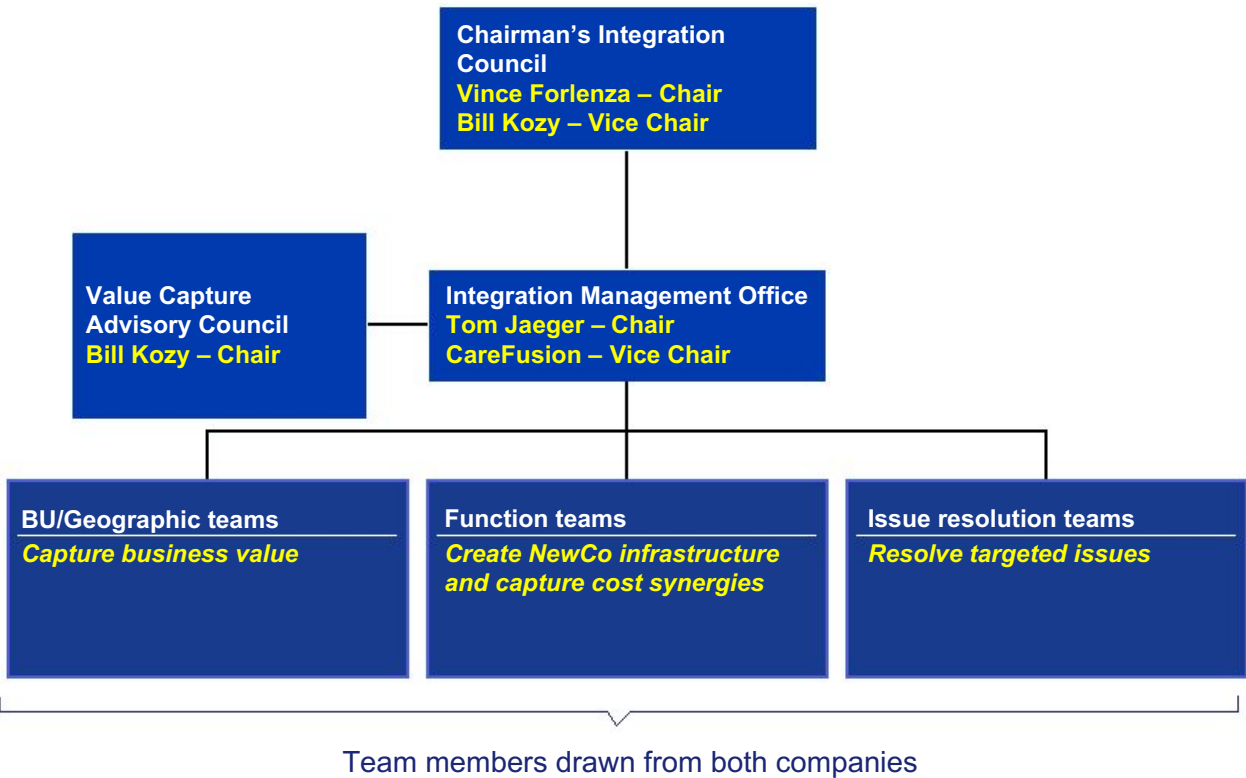 Chairman’s Integration
Council
Vince Forlenza – Chair
Bill Kozy – Vice Chair
Value Capture
Advisory Council
Bill Kozy – Chair
Integration Management Office
Tom Jaeger – Chair
CareFusion – Vice Chair
BU/Geographic teams
Capture business value
Function teams
Create NewCo infrastructure
and capture cost synergies
Issue resolution teams
Resolve targeted issues
Team members drawn from both companies